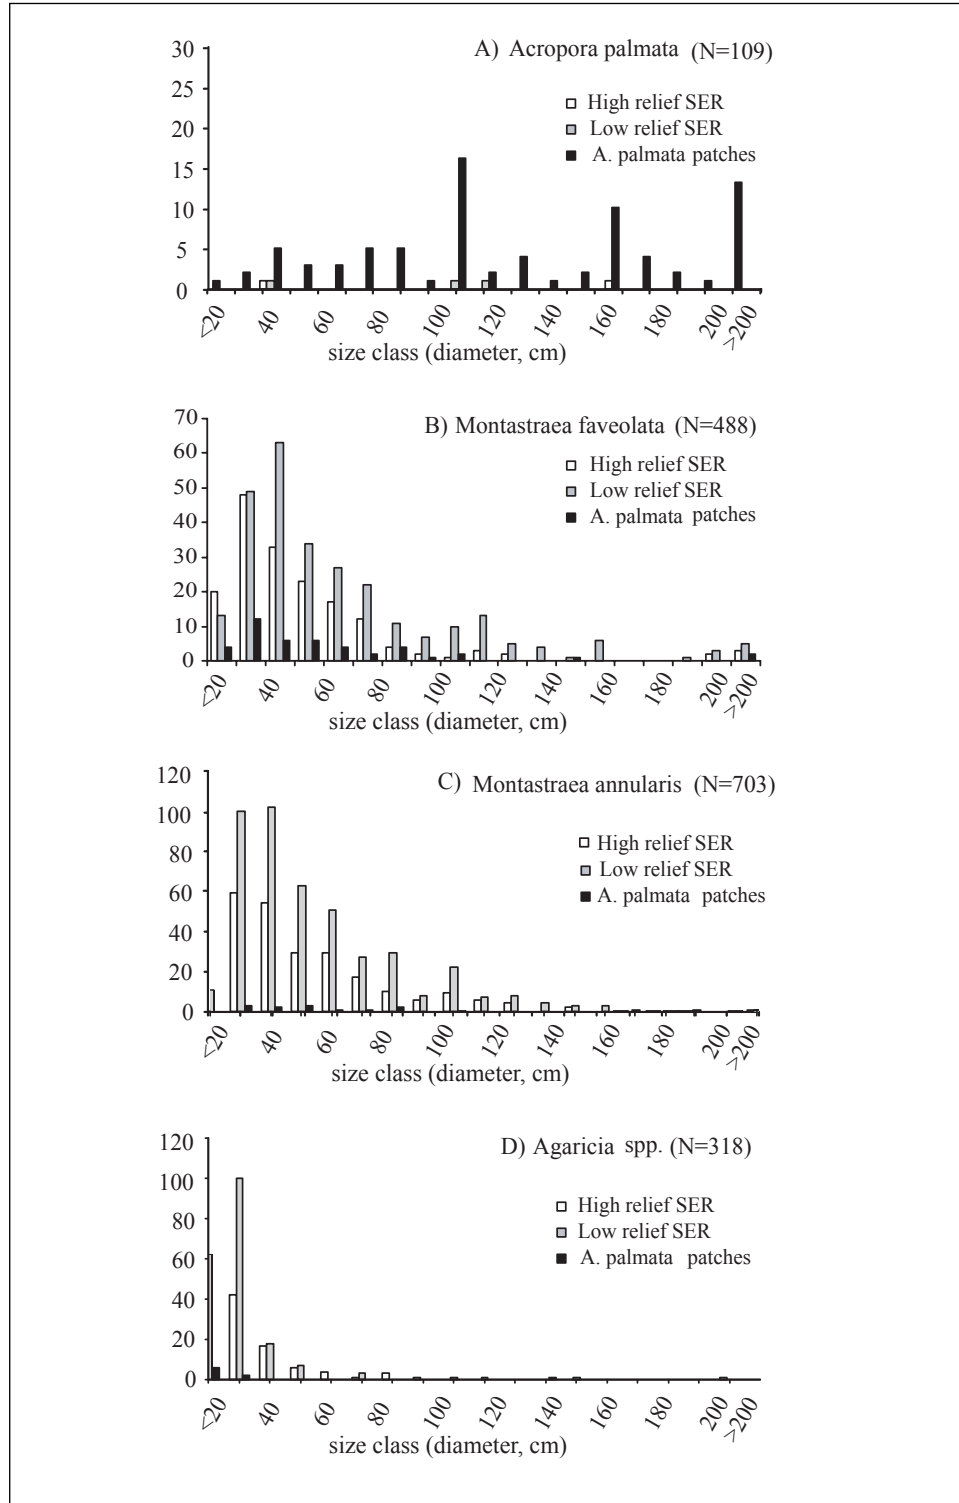 A) Acropora palmata (N=109)
30
25
20
15
10
5
0
High relief SER
Low relief SER
A. palmata patches
<20 40 60 80 100 120 140 160 180 200 >200
size class (diameter, cm)
B) Montastraea faveolata (N=488)
70
60
50
40
30
20
10
0
High relief SER
Low relief SER
A. palmata patches
<20 40 60 80 100 120 140 160 180 200 >200
size class (diameter, cm)
C) Montastraea annularis (N=703)
120
100
80
60
40
20
0
High relief SER
Low relief SER
A. palmata patches
<20 40 60 80 100 120 140 160 180 200 >200
size class (diameter, cm)
D) Agaricia spp. (N=318)
120
100
80
60
40
20
0
High relief SER
Low relief SER
A. palmata patches
<20 40 60 80 100 120 140 160 180 200 >200
size class (diameter, cm)